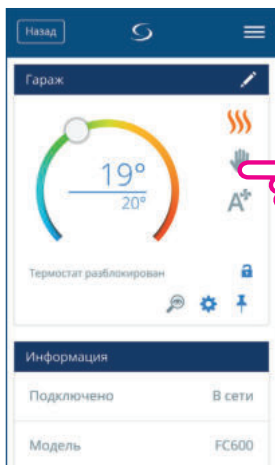 Назад
Гараж
19°
20°
A
Термостат разблокирован
Информация
Подключено В сети
Модель FC600